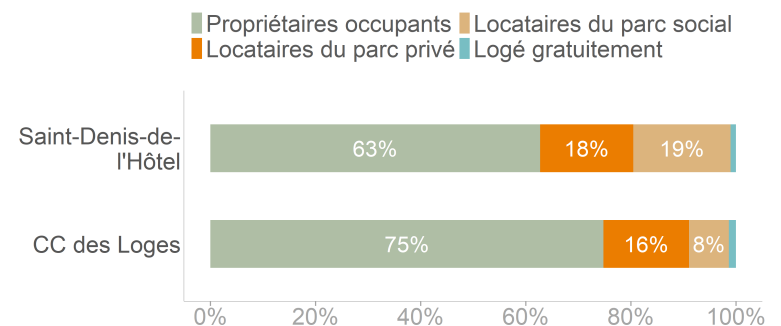 Propriétaires occupants Locataires du parc social
Locataires du parc privé Logé gratuitement
Saint-Denis-de-
l'Hôtel
63% 18% 19%
CC des Loges
75% 16% 8%
0% 20% 40% 60% 80% 100%